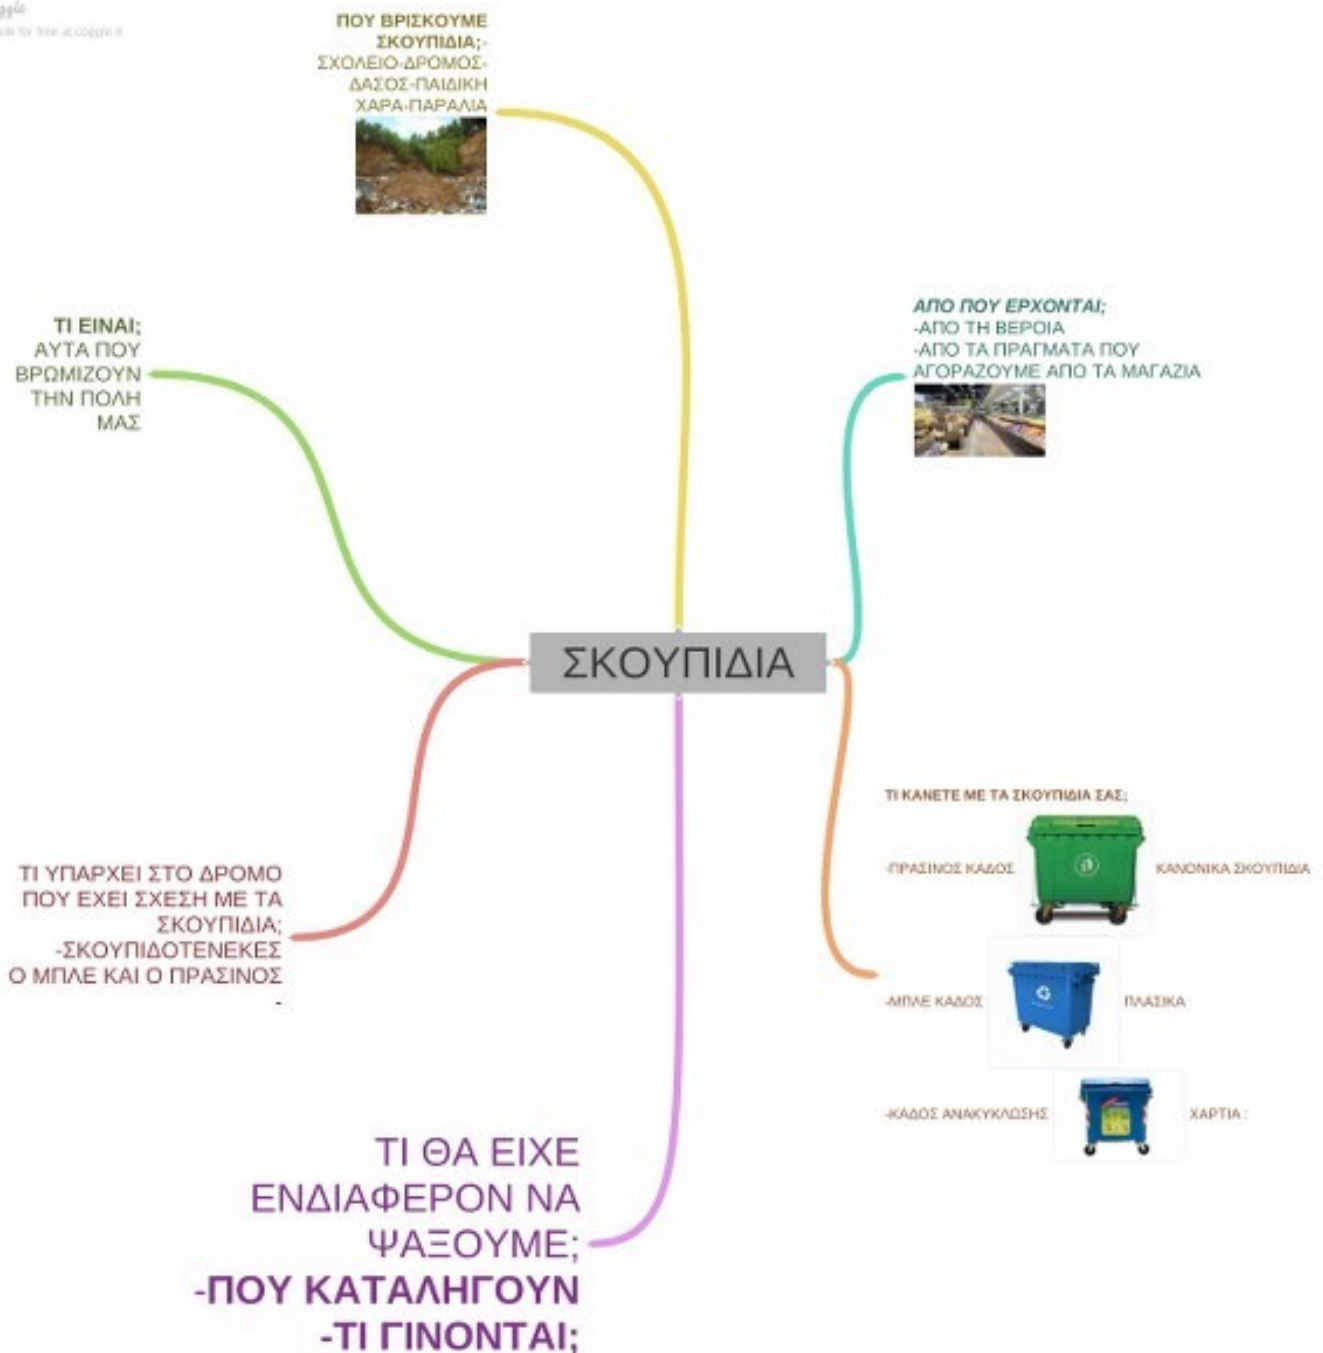 ΠΟΥ ΒΡΙΣΚΟΥΜΕ
ΣΚΟΥΠΙΔΙΑ;-
ΣΧΟΛΕΙΟ-ΔΡΟΜΟΣ-
ΔΑΣΟΣ-ΠΑΙΔΙΚΗ
ΧΑΡΑ-ΠΑΡΑΛΙΑ
ΤΙ ΕΙΝΑΙ;
ΑΥΤΑ ΠΟΥ
ΒΡΩΜΙΖΟΥΝ
ΤΗΝ ΠΟΛΗ
ΜΑΣ
ΑΠΟ ΠΟΥ ΕΡΧΟΝΤΑΙ;
-ΑΠΟ ΤΗ ΒΕΡΟΙΑ
-ΑΠΟ ΤΑ ΠΡΑΓΜΑΤΑ ΠΟΥ
ΑΓΟΡΑΖΟΥΜΕ ΑΠΟ ΤΑ ΜΑΓΑΖΙΑ
ΣΚΟΥΠΙΔΙΑ
ΤΙ ΥΠΑΡΧΕΙ ΣΤΟ ΔΡΟΜΟ
ΠΟΥ ΕΧΕΙ ΣΧΕΣΗ ΜΕ ΤΑ
ΣΚΟΥΠΙΔΙΑ;
-ΣΚΟΥΠΙΔΟΤΕΝΕΚΕΣ
Ο ΜΠΛΕ ΚΑΙ Ο ΠΡΑΣΙΝΟΣ
-
ΤΙ ΚΑΝΕΤΕ ΜΕ ΤΑ ΣΚΟΥΠΙΔΙΑ ΣΑΣ;
-ΠΡΑΣΙΝΟΣ ΚΑΔΟΣ ΚΑΝΟΝΙΚΑ ΣΚΟΥΠΙΔΙΑ
-ΜΠΛΕ ΚΑΔΟΣ ΠΛΑΣΙΚΑ
-ΚΑΔΟΣ ΑΝΑΚΥΚΛΩΣΗΣ ΧΑΡΤΙΑ :
ΤΙ ΘΑ ΕΙΧΕ
ΕΝΔΙΑΦΕΡΟΝ ΝΑ
ΨΑΞΟΥΜΕ;
-ΠΟΥ ΚΑΤΑΛΗΓΟΥΝ
-ΤΙ ΓΙΝΟΝΤΑΙ;